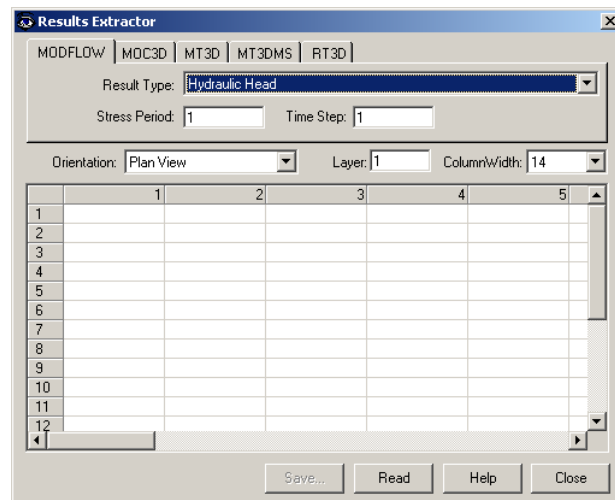 Results Extractor
MODFLOW MOC3D MT3D MT3DMS RT3D
Result Type: Hydraulic Head
Stress Period: 1 Time Step: 1
Orientation: Plan View Layer: 1 ColumnWidth: 14
1 2 3 4 5
1
2
3
4
5
6
7
8
9
10
11
12
Save... Read Help Close